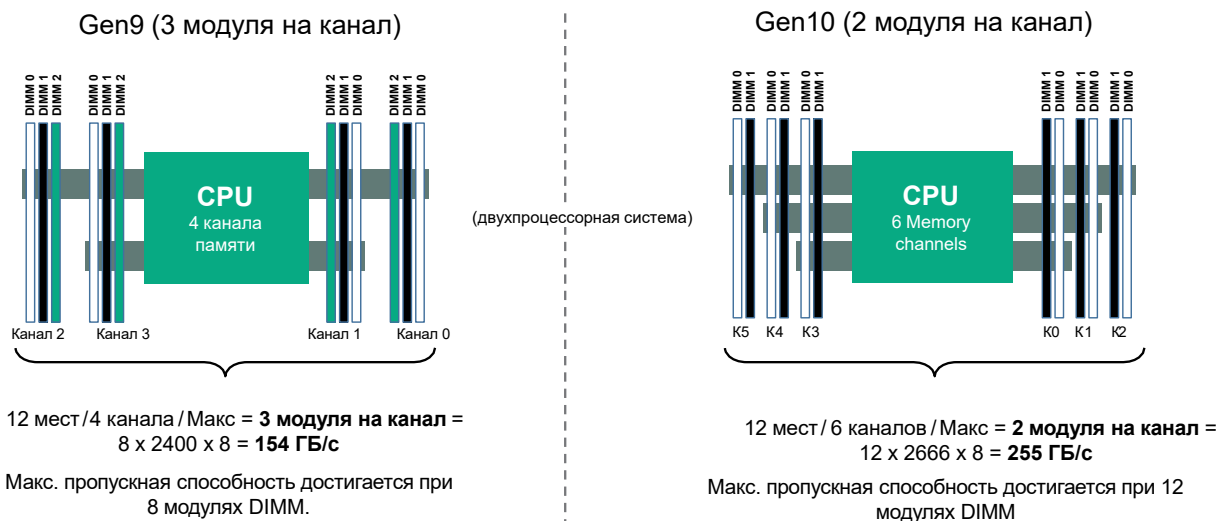 Gen9 (3 модуля на канал)
DIMM 0
DIMM 1
DIMM 2
DIMM 0
DIMM 1
DIMM 2
DIMM 2
DIMM 1
DIMM 0
DIMM 2
DIMM 1
DIMM 0
CPU
4 канала
памяти
Канал 2
Канал 3
Канал 1
Канал 0
12 мест/4 канала/Макс = 3 модуля на канал =
8 x 2400 x 8 = 154 ГБ/с
Макс. пропускная способность достигается при
8 модулях DIMM.
(двухпроцессорная система)
Gen10 (2 модуля на канал)
DIMM 0
DIMM 1
DIMM 0
DIMM 1
DIMM 0
DIMM 1
DIMM 1
DIMM 0
DIMM 1
DIMM 0
DIMM 1
DIMM 0
CPU
6 Memory
channels
К5
К4
К3
К0
К1
К2
12 мест/6 каналов/Макс = 2 модуля на канал =
12 x 2666 x 8 = 255 ГБ/с
Макс. пропускная способность достигается при 12
модулях DIMM